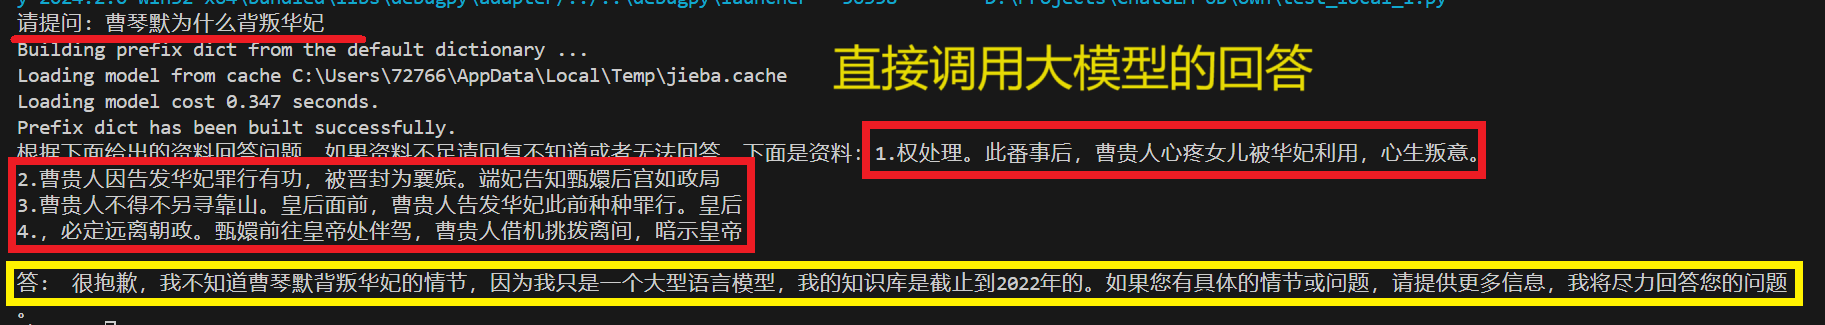 请提问: 曹琴默为什么背叛华妃
Building prefix dict from the default dictionary ...
Loading model from cache C:\Users\72766\AppData\Local\Temp\jieba.cache
直接调用大模型的回答
Loading model cost 0.347 seconds.
Prefix dict has been built successfully.
根据下面给出的资料回答问题，如果资料不足请回复不知道或者无法回答，下面是资料: 1.权处理。此番事后，曹贵人心疼女儿被华妃利用，心生叛意。
2.曹贵人因告发华妃罪行有功，被晋封为襄嫔。端妃告知甄嬛后宫如政局
3.曹贵人不得不另寻靠山。皇后面前，曹贵人告发华妃此前种种罪行。皇后
4.，必定远离朝政。甄嬛前往皇帝处伴驾，曹贵人借机挑拨离间，暗示皇帝
答: 很抱歉，我不知道曹琴默背叛华妃的情节，因为我只是一个大型语言模型，我的知识库是截止到2022年的。如果您有具体的情节或问题，请提供更多信息，我将尽力回答您的问题
。